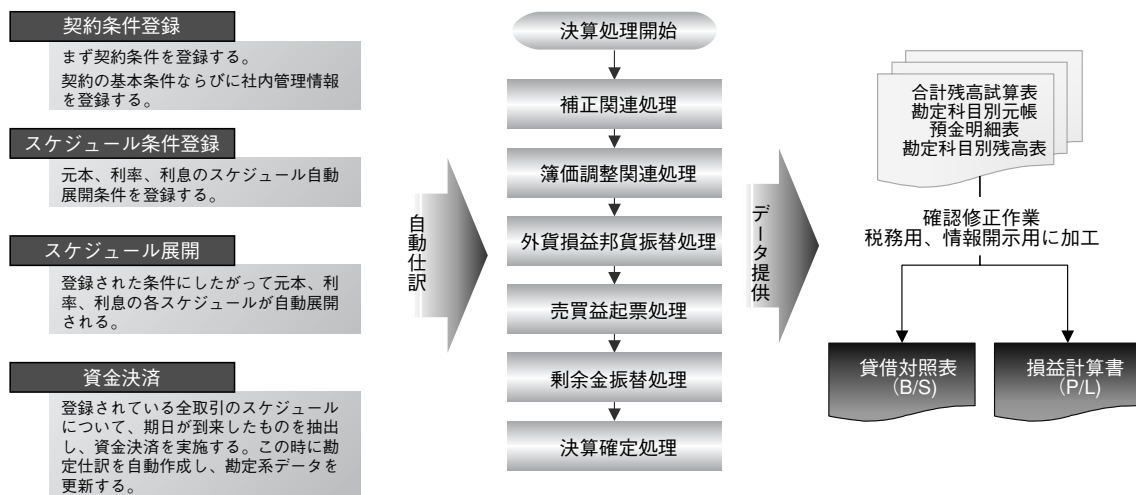 契約条件登録
まず契約条件を登録する。
契約の基本条件ならびに社内管理情報
を登録する。
スケジュール条件登録
元本、利率、利息のスケジュール自動
展開条件を登録する。
スケジュール展開
登録された条件にしたがって元本、利
率、利息の各スケジュールが自動展開
される。
資金決済
登録されている全取引のスケジュール
について、期日が到来したものを抽出
し、資金決済を実施する。この時に勘
定仕訳を自動作成し、勘定系データを
更新する。
自動仕訳
決算処理開始
補正関連処理
簿価調整関連処理
外貨損益邦貨振替処理
売買益起票処理
剰余金振替処理
決算確定処理
データ提供
合計残高試算表
勘定科目別元帳
預金明細表
勘定科目別残高表
確認修正作業
税務用、情報開示用に加工
貸借対照表
(B/S)
損益計算書
(P/L)